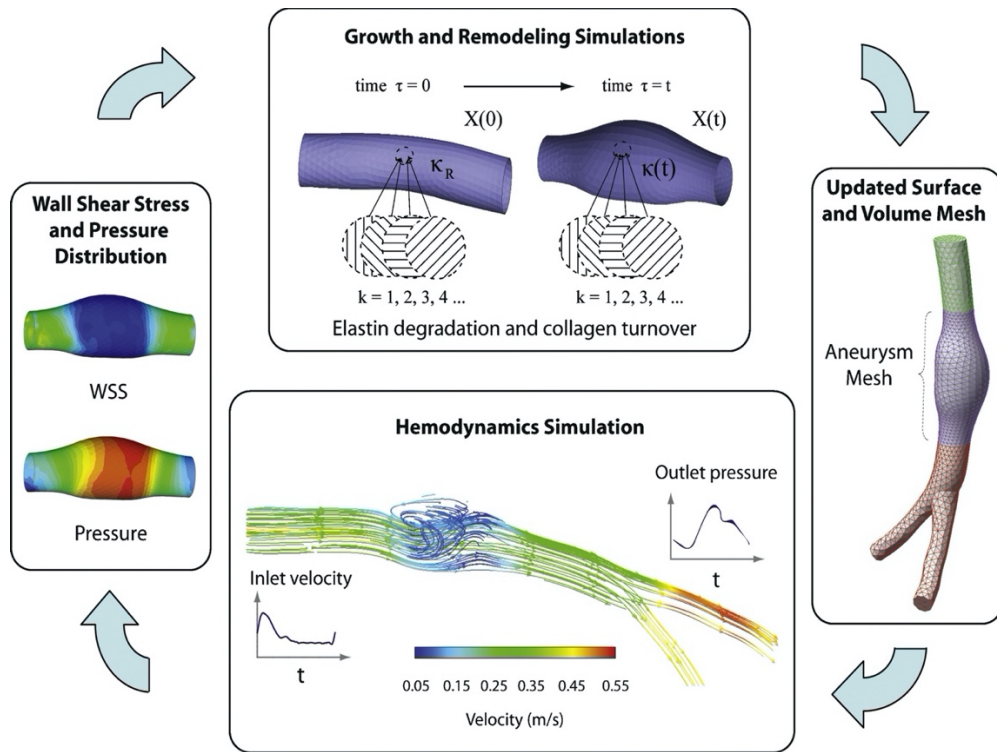 Growth and Remodeling Simulations
time τ = 0
time τ = t
X(0)
X(t)
κ_R
κ(t)
k = 1, 2, 3, 4 ...
k = 1, 2, 3, 4 ...
Elastin degradation and collagen turnover
Updated Surface
and Volume Mesh
Aneurysm
Mesh
Hemodynamics Simulation
Outlet pressure
t
Inlet velocity
t
0.05 0.15 0.25 0.35 0.45 0.55
Velocity (m/s)
Wall Shear Stress
and Pressure
Distribution
WSS
Pressure